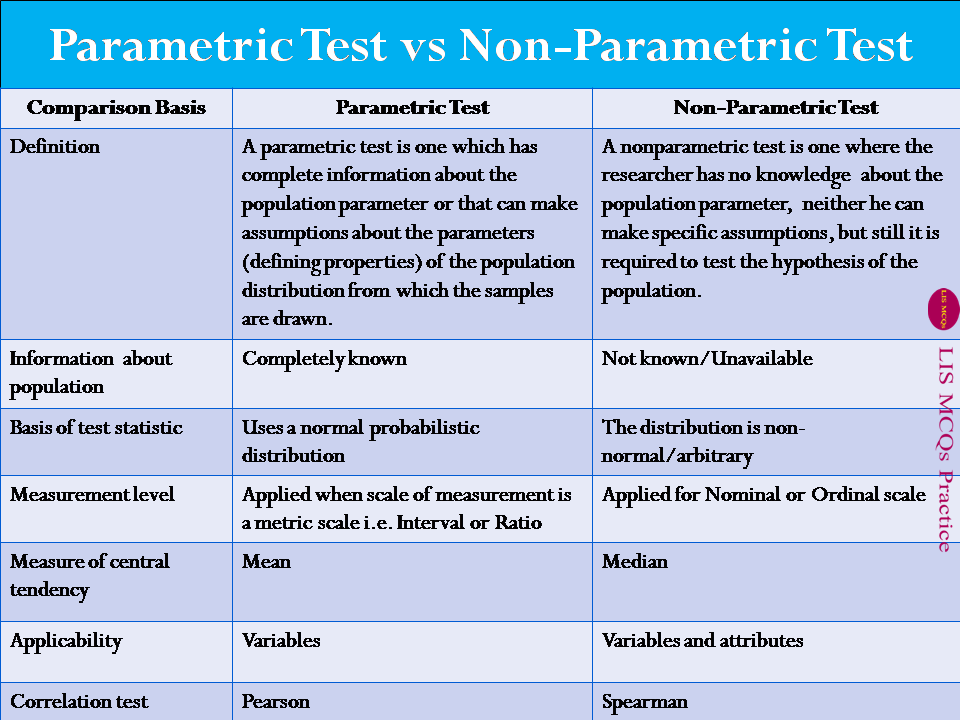 Parametric Test vs Non-Parametric Test
Comparison Basis
Parametric Test
Non-Parametric Test
Definition
A parametric test is one which has
complete information about the
population parameter or that can make
assumptions about the parameters
(defining properties) of the population
distribution from which the samples
are drawn.
A nonparametric test is one where the
researcher has no knowledge about the
population parameter, neither he can
make specific assumptions, but still it is
required to test the hypothesis of the
population.
Information about
population
Completely known
Not known/Unavailable
Basis of test statistic
Uses a normal probabilistic
distribution
The distribution is non-
normal/arbitrary
Measurement level
Applied when scale of measurement is
a metric scale i.e. Interval or Ratio
Applied for Nominal or Ordinal scale
Measure of central
tendency
Mean
Median
Applicability
Variables
Variables and attributes
Correlation test
Pearson
Spearman
LIS MCQs
LIS MCQs Practice